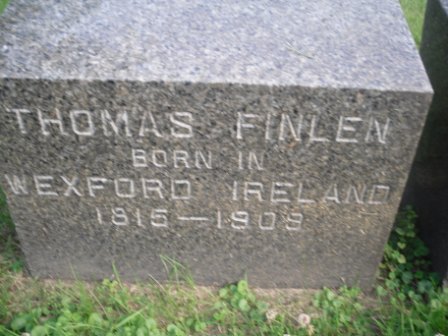 THOMAS FINLEN
BORN IN
WEXFORD IRELAND
1815—1909